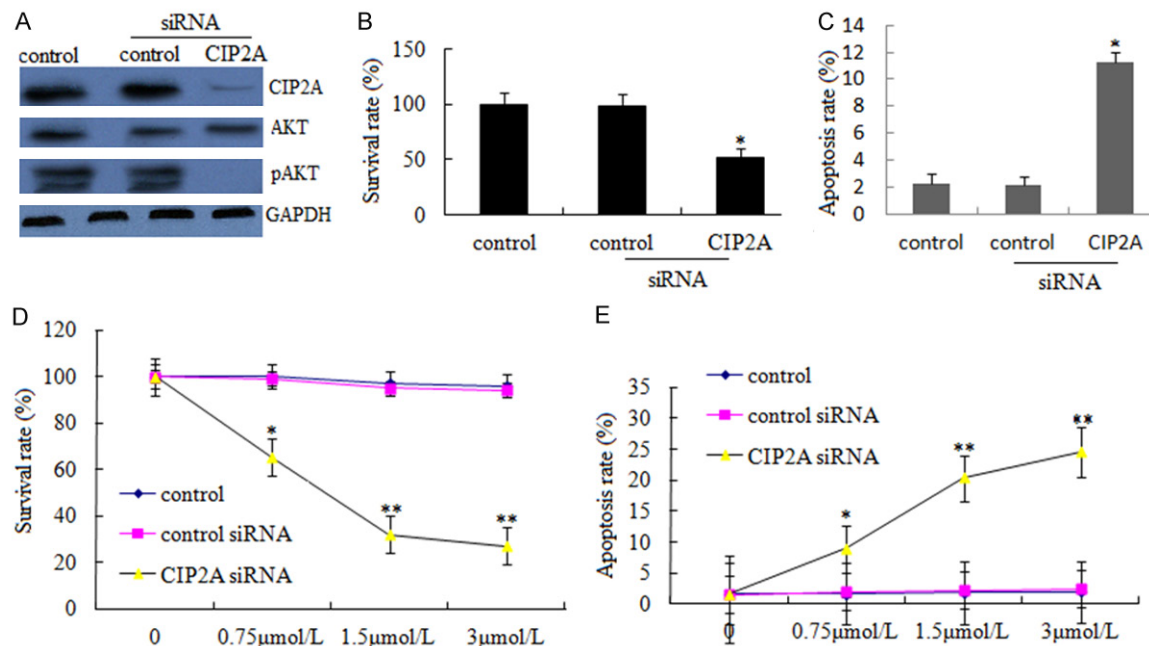 A
siRNA
control control CIP2A
CIP2A
AKT
pAKT
GAPDH
B
Survival rate (%)
150
100
50
0
*
control control CIP2A
siRNA
C
Apoptosis rate (%)
14
12
10
8
6
4
2
0
*
control control CIP2A
siRNA
D
Survival rate (%)
120
100
80
60
40
20
0
* ** **
control
control siRNA
CIP2A siRNA
0 0.75μmol/L 1.5μmol/L 3μmol/L
E
Apoptosis rate (%)
35
30
25
20
15
10
5
0
control
control siRNA
CIP2A siRNA
* ** **
0 0.75μmol/L 1.5μmol/L 3μmol/L